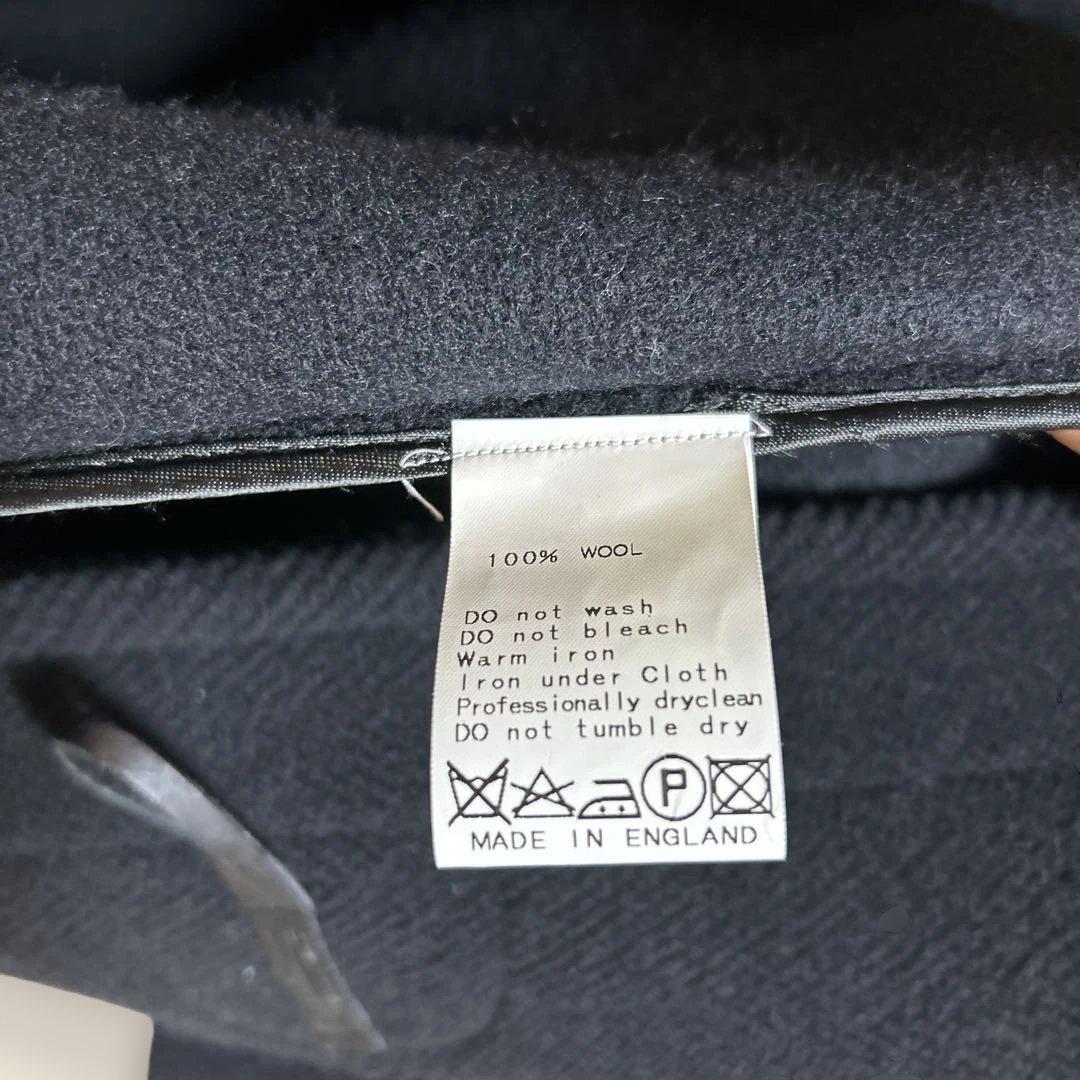 100% WOOL
DO not wash
DO not bleach
Warm iron
Iron under Cloth
Professionally dryclean
DO not tumble dry
P
MADE IN ENGLAND